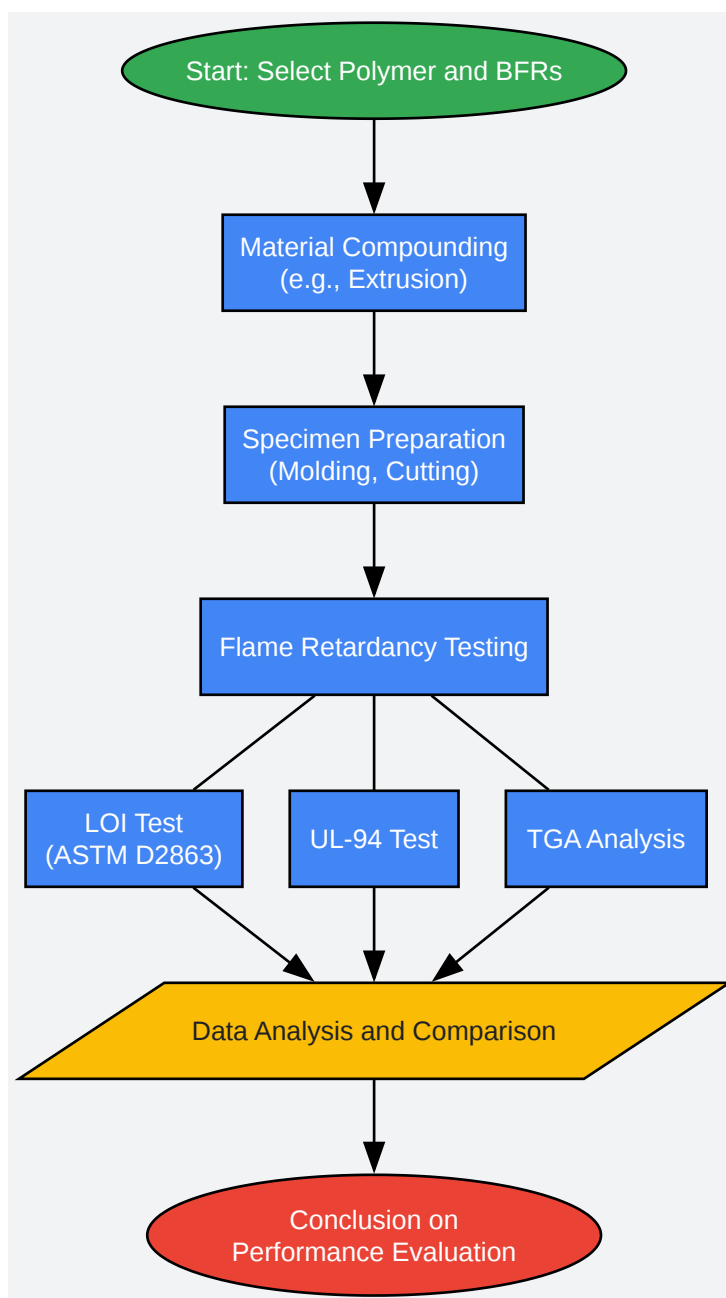 Start: Select Polymer and BFRs
Material Compounding
(e.g., Extrusion)
Specimen Preparation
(Molding, Cutting)
Flame Retardancy Testing
LOI Test
(ASTM D2863)
UL-94 Test
TGA Analysis
Data Analysis and Comparison
Conclusion on
Performance Evaluation